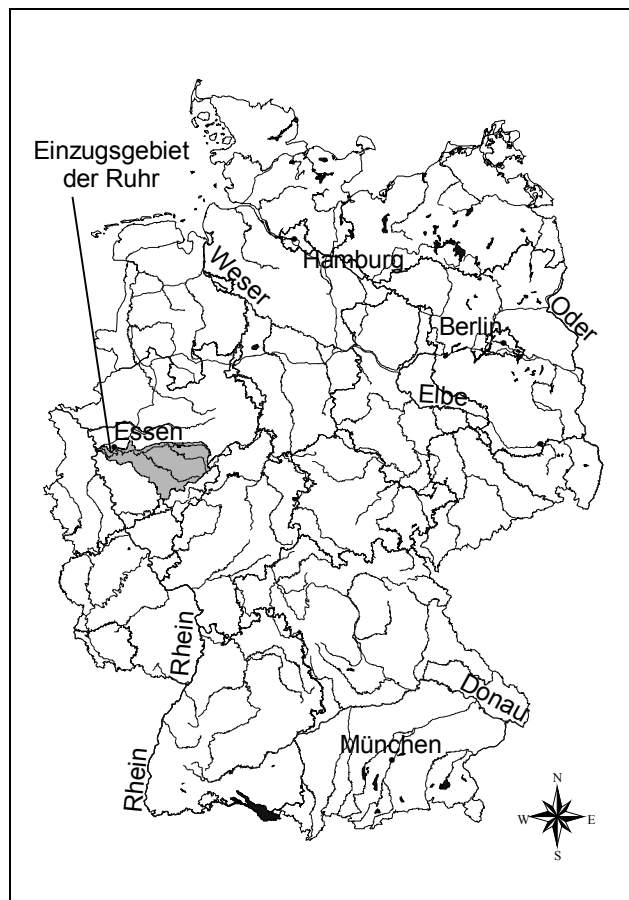 Einzugsgebiet
der Ruhr
Weser
Hamburg
Oder
Berlin
Elbe
Essen
Rhein
Donau
München
Rhein
N
W E
S